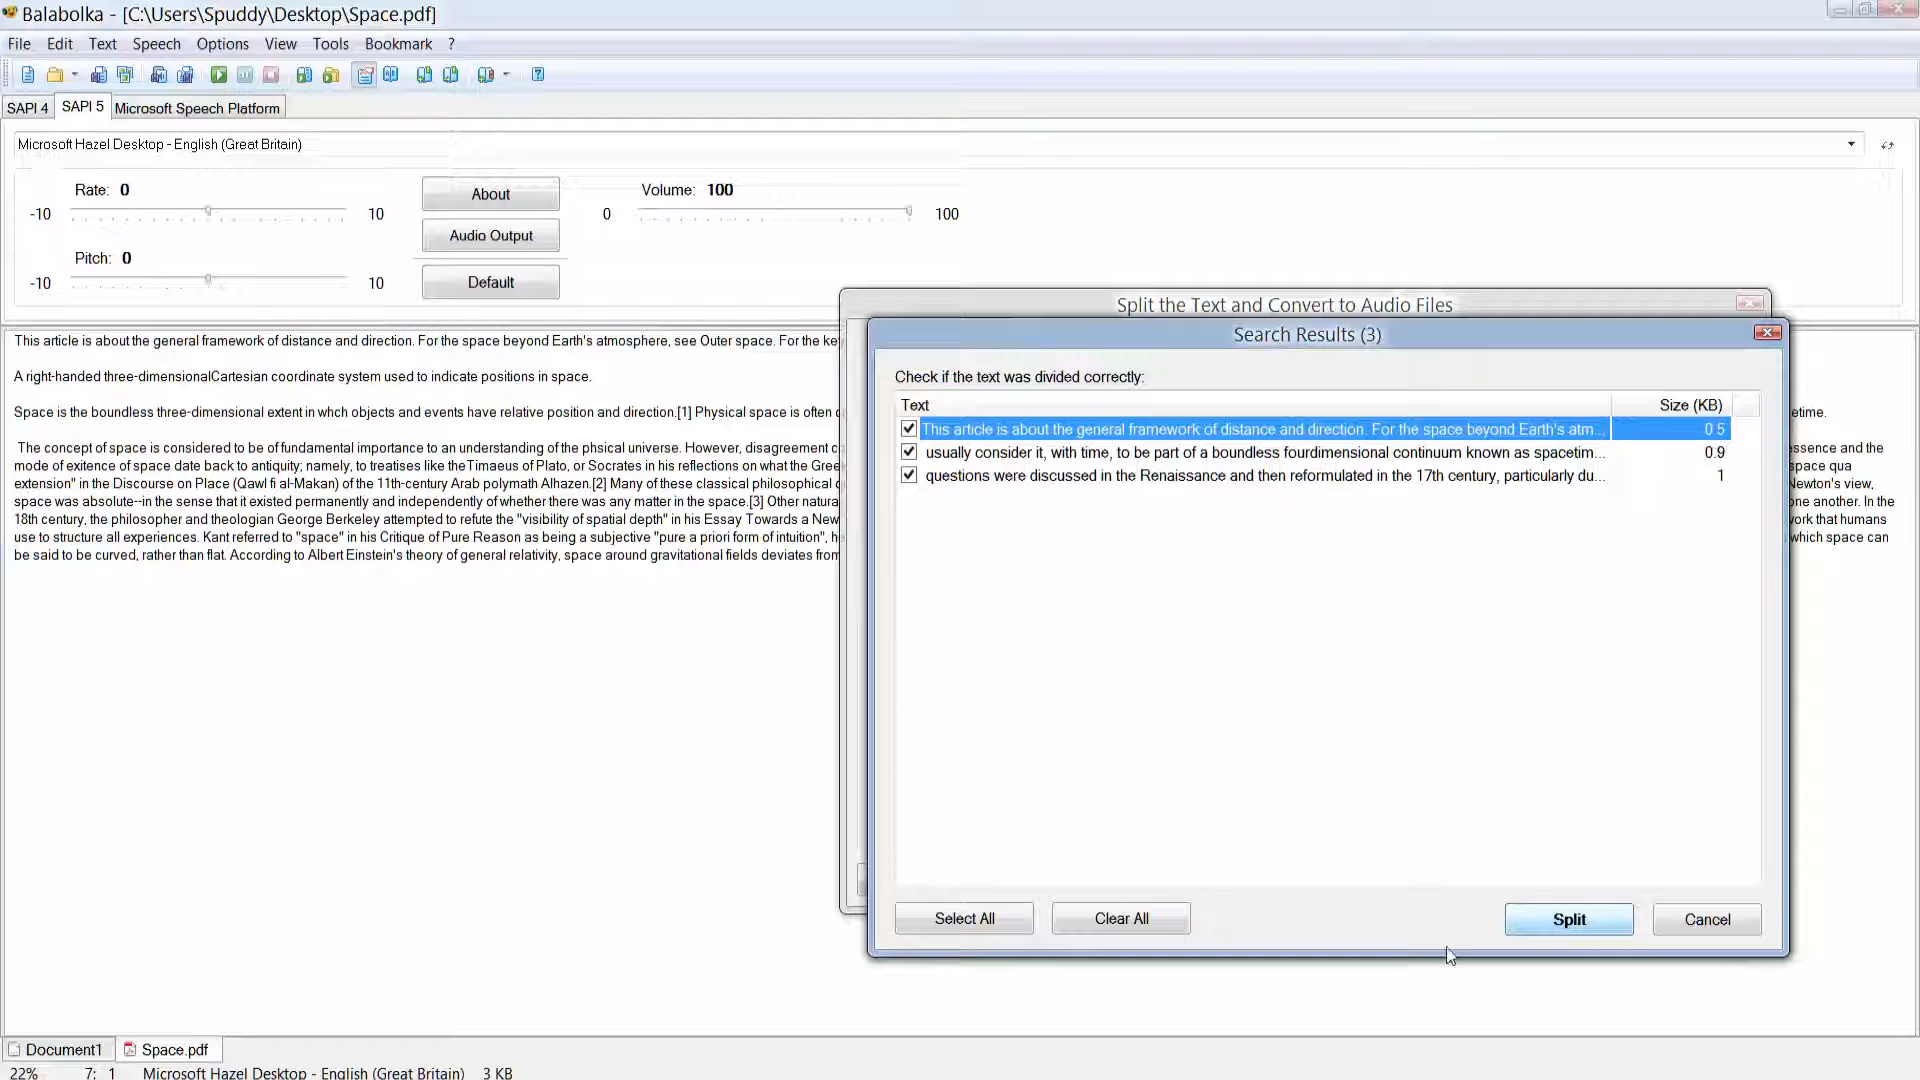 Balabolka - [C:\Users\Spuddy\Desktop\Space.pdf]
File Edit Text Speech Options View Tools Bookmark ?
SAPI 4 SAPI 5 Microsoft Speech Platform
Microsoft Hazel Desktop - English (Great Britain)
Rate: 0
-10 10
Pitch: 0
-10 10
About
Audio Output
Default
Volume: 100
0 100
This article is about the general framework of distance and direction. For the space beyond Earth's atmosphere, see Outer space. For the ke
A right-handed three-dimensionalCartesian coordinate system used to indicate positions in space.
Space is the boundless three-dimensional extent in whch objects and events have relative position and direction.[1] Physical space is often etime.
The concept of space is considered to be of fundamental importance to an understanding of the phsical universe. However, disagreement c ssence and the
mode of exitence of space date back to antiquity; namely, to treatises like theTimaeus of Plato, or Socrates in his reflections on what the Gree space qua
extension" in the Discourse on Place (Qawl fi al-Makan) of the 11th-century Arab polymath Alhazen.[2] Many of these classical philosophical Newton's view,
space was absolute--in the sense that it existed permanently and independently of whether there was any matter in the space.[3] Other natura one another. In the
18th century, the philosopher and theologian George Berkeley attempted to refute the "visibility of spatial depth" in his Essay Towards a New work that humans
use to structure all experiences. Kant referred to "space" in his Critique of Pure Reason as being a subjective "pure a priori form of intuition", h which space can
be said to be curved, rather than flat. According to Albert Einstein's theory of general relativity, space around gravitational fields deviates from
Split the Text and Convert to Audio Files
Search Results (3)
Check if the text was divided correctly:
Text Size (KB)
This article is about the general framework of distance and direction. For the space beyond Earth's atm... 0.5
usually consider it, with time, to be part of a boundless fourdimensional continuum known as spacetim... 0.9
questions were discussed in the Renaissance and then reformulated in the 17th century, particularly du... 1
Select All Clear All Split Cancel
Document1 Space.pdf
22% 7: 1 Microsoft Hazel Desktop - English (Great Britain) 3 KB